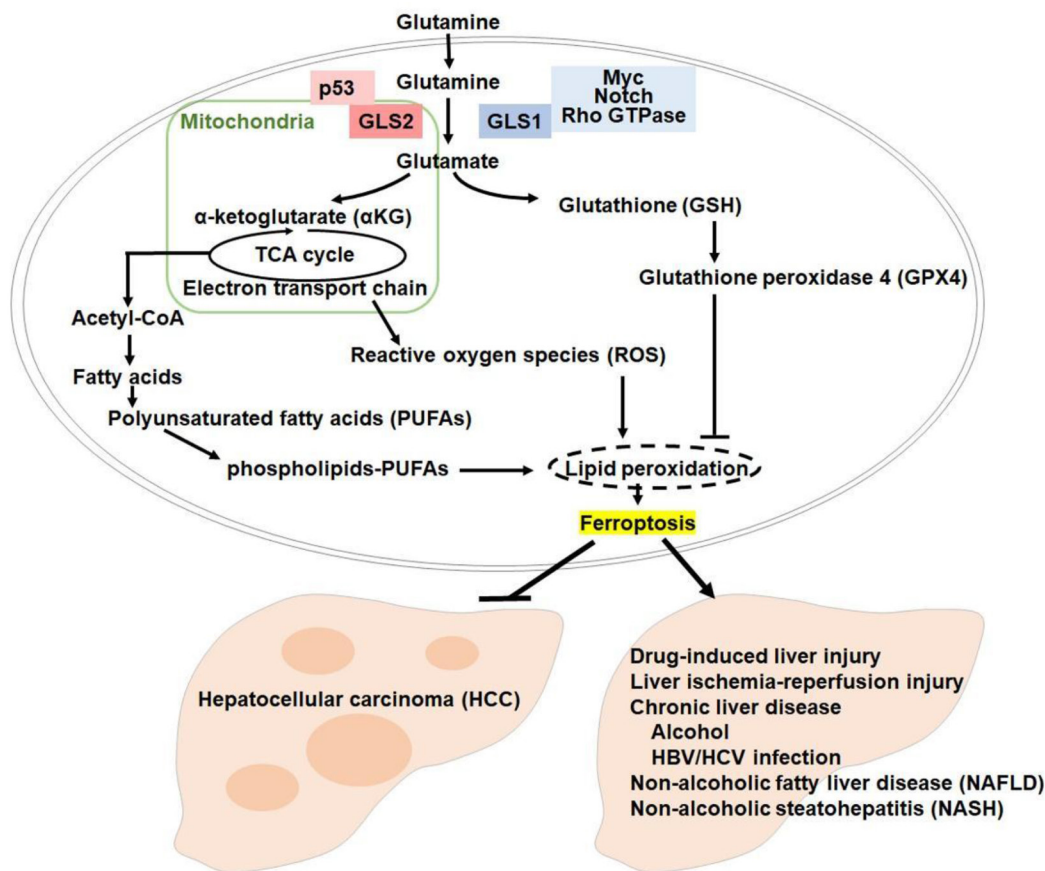 Glutamine
Glutamine
p53
Myc
Notch
Rho GTPase
Mitochondria
GLS2
GLS1
Glutamate
α-ketoglutarate (αKG)
Glutathione (GSH)
TCA cycle
Glutathione peroxidase 4 (GPX4)
Electron transport chain
Acetyl-CoA
Reactive oxygen species (ROS)
Fatty acids
Polyunsaturated fatty acids (PUFAs)
phospholipids-PUFAs
Lipid peroxidation
Ferroptosis
Hepatocellular carcinoma (HCC)
Drug-induced liver injury
Liver ischemia-reperfusion injury
Chronic liver disease
Alcohol
HBV/HCV infection
Non-alcoholic fatty liver disease (NAFLD)
Non-alcoholic steatohepatitis (NASH)